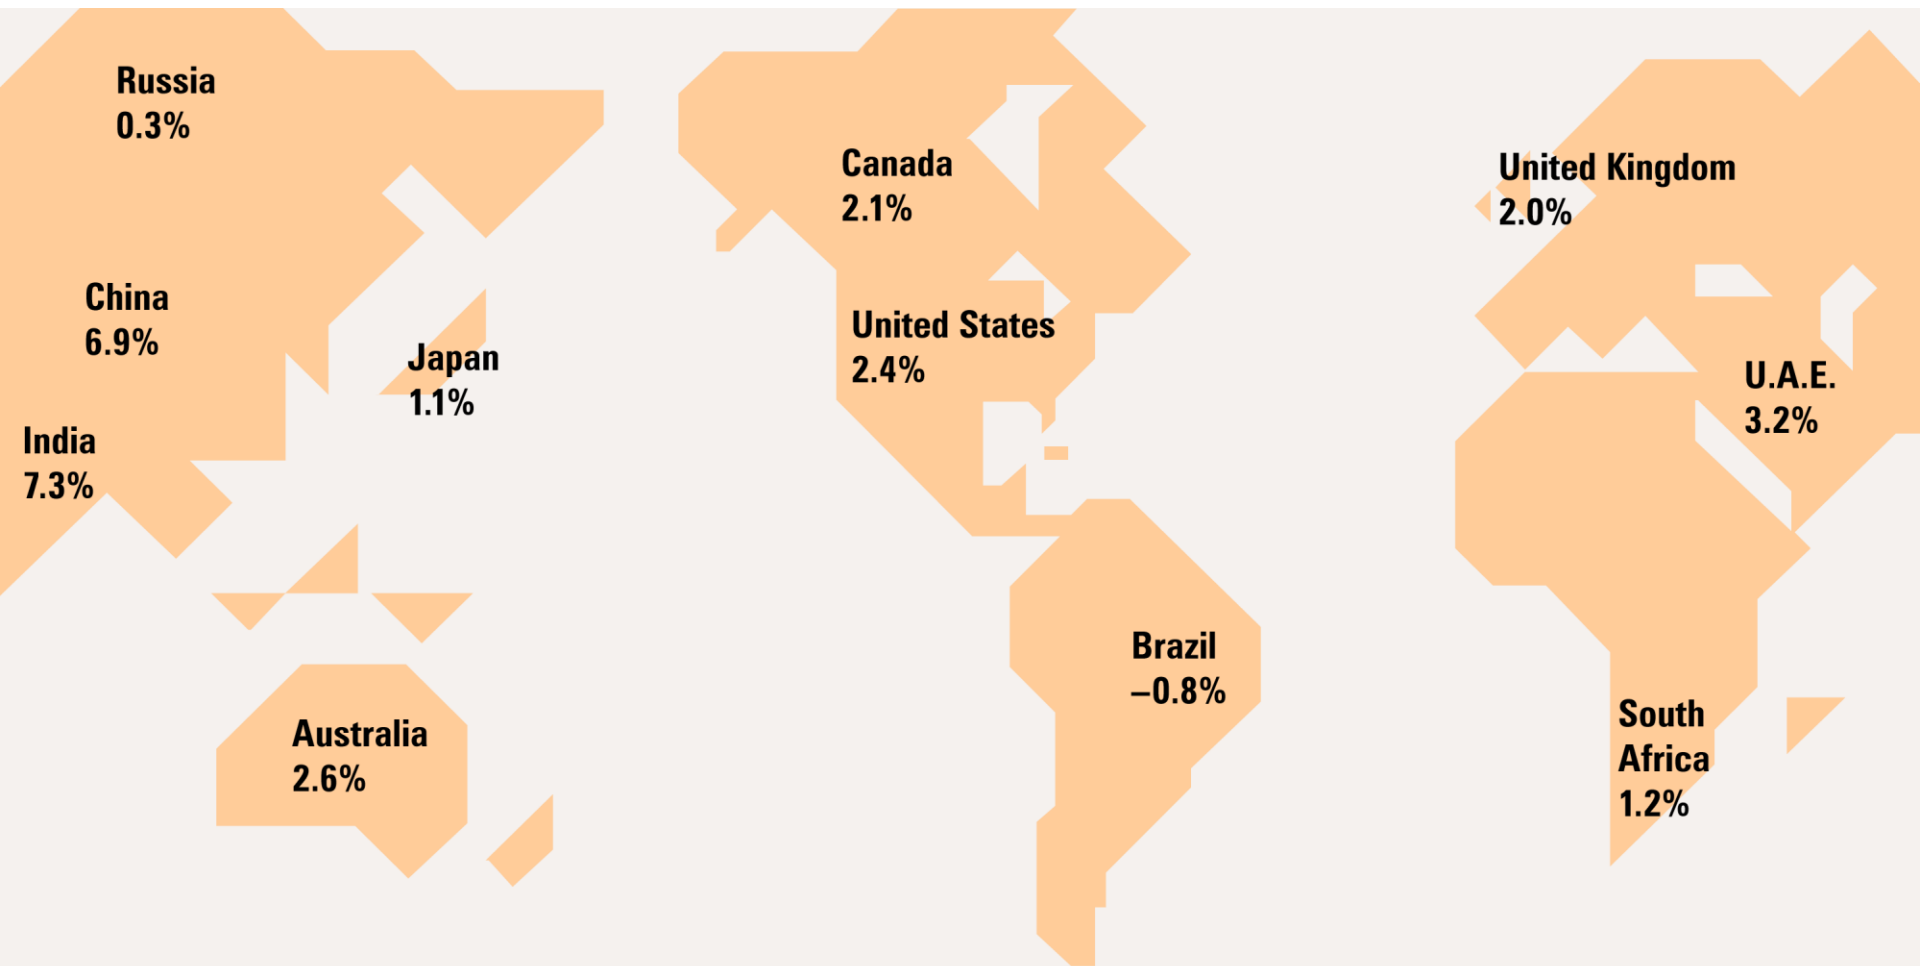 Russia
0.3%
China
6.9%
India
7.3%
Japan
1.1%
Australia
2.6%
Canada
2.1%
United States
2.4%
Brazil
–0.8%
United Kingdom
2.0%
U.A.E.
3.2%
South
Africa
1.2%